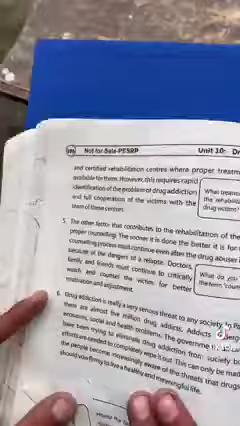 Not for Sale-PESRP Unit 10: Dr
and certified rehabilitation centres where proper treatm
available for them. However, this requires rapid
identification of the problem of drug addiction
and full cooperation of the victims with the
team of these centres.
What treatm
the rehabilit
drug victims?
5. The other factor that contributes to the rehabilitation of the
proper counselling. The sooner it is done the better it is for
counselling process must continue even after the drug abuser
because of the dangers of a relapse. Doctors,
family and friends must continue to critically
watch and counsel the victim for better
motivation and adjustment.
What do you
the term 'couns
6. Drug addiction is really a very serious threat to any society. In
there are almost five million drug addicts. Addicts
economic, social and health problems. The government
have been trying to eliminate drug addiction from society b
efforts are needed to completely wipe it out. This can only be mad
the people become increasingly aware of the threats that drugs
should vow firmly to live a healthy and meaningful life.